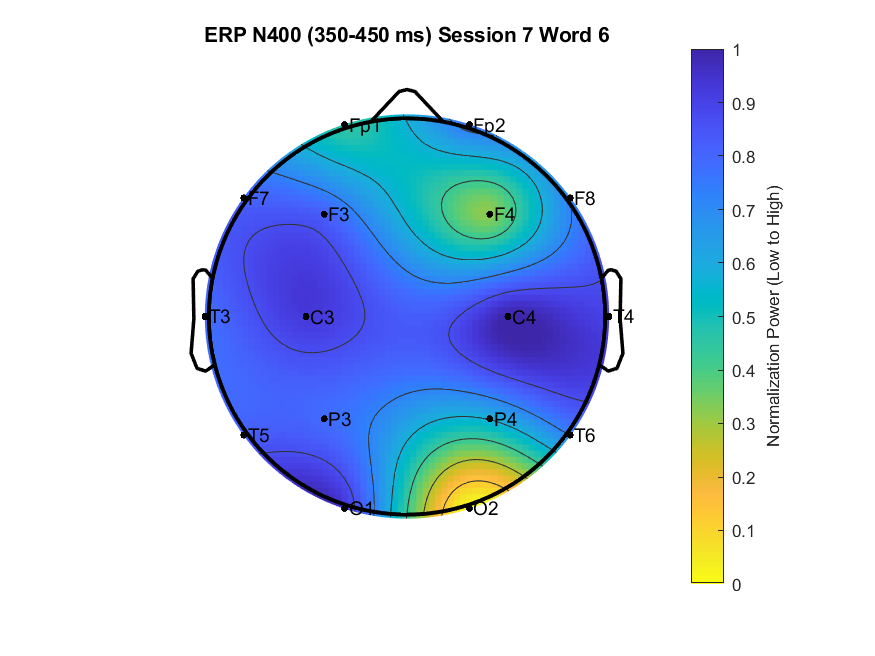 ERP N400 (350-450 ms) Session 7 Word 6
Fp1 Fp2
F7 F3 F4 F8
T3 C3 C4 T4
T5 P3 P4 T6
O1 O2
1
0.9
0.8
0.7
0.6
0.5
0.4
0.3
0.2
0.1
0
Normalization Power (Low to High)